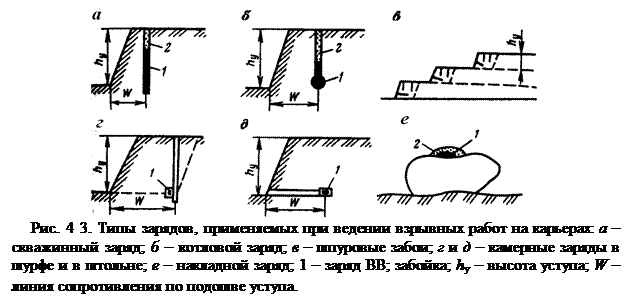 а б в
hу 2 1 W hу 2 1 W hу
г д е
hу 1 W hу 1 W 2 1
Рис. 4 3. Типы зарядов, применяемых при ведении взрывных работ на карьерах: а –
скважинный заряд; б – котловой заряд; в – шпуровые забои; г и д – камерные заряды в
шурфе и в штольне; е – накладной заряд; 1 – заряд ВВ; забойка; hу – высота уступа; W –
линия сопротивления по подошве уступа.